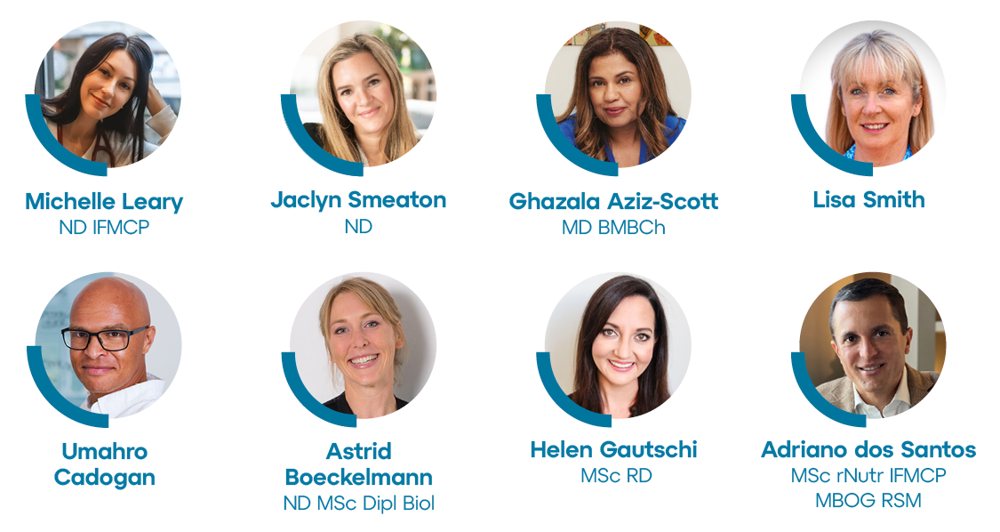 Michelle Leary
ND IFMCP
Jaclyn Smeaton
ND
Ghazala Aziz-Scott
MD BMBCh
Lisa Smith
Umahro
Cadogan
Astrid
Boeckelmann
ND MSc Dipl Biol
Helen Gautschi
MSc RD
Adriano dos Santos
MSc rNutr IFMCP
MBOG RSM